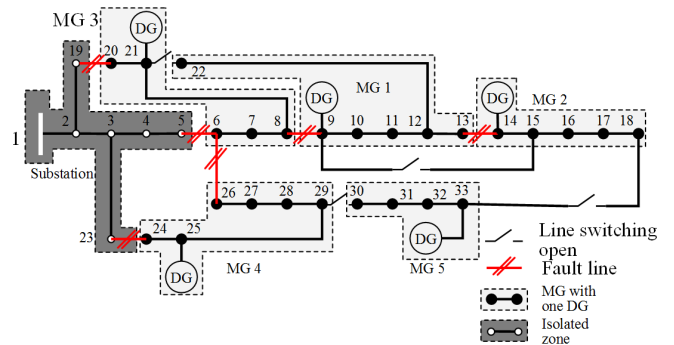 MG 3
DG
19
20
21
22
MG 1
DG
DG
MG 2
1
2
3
4
5
6
7
8
9
10
11
12
13
14
15
16
17
18
Substation
26
27
28
29
30
31
32
33
23
24
25
DG
MG 4
DG
MG 5
Line switching
open
Fault line
MG with
one DG
Isolated
zone